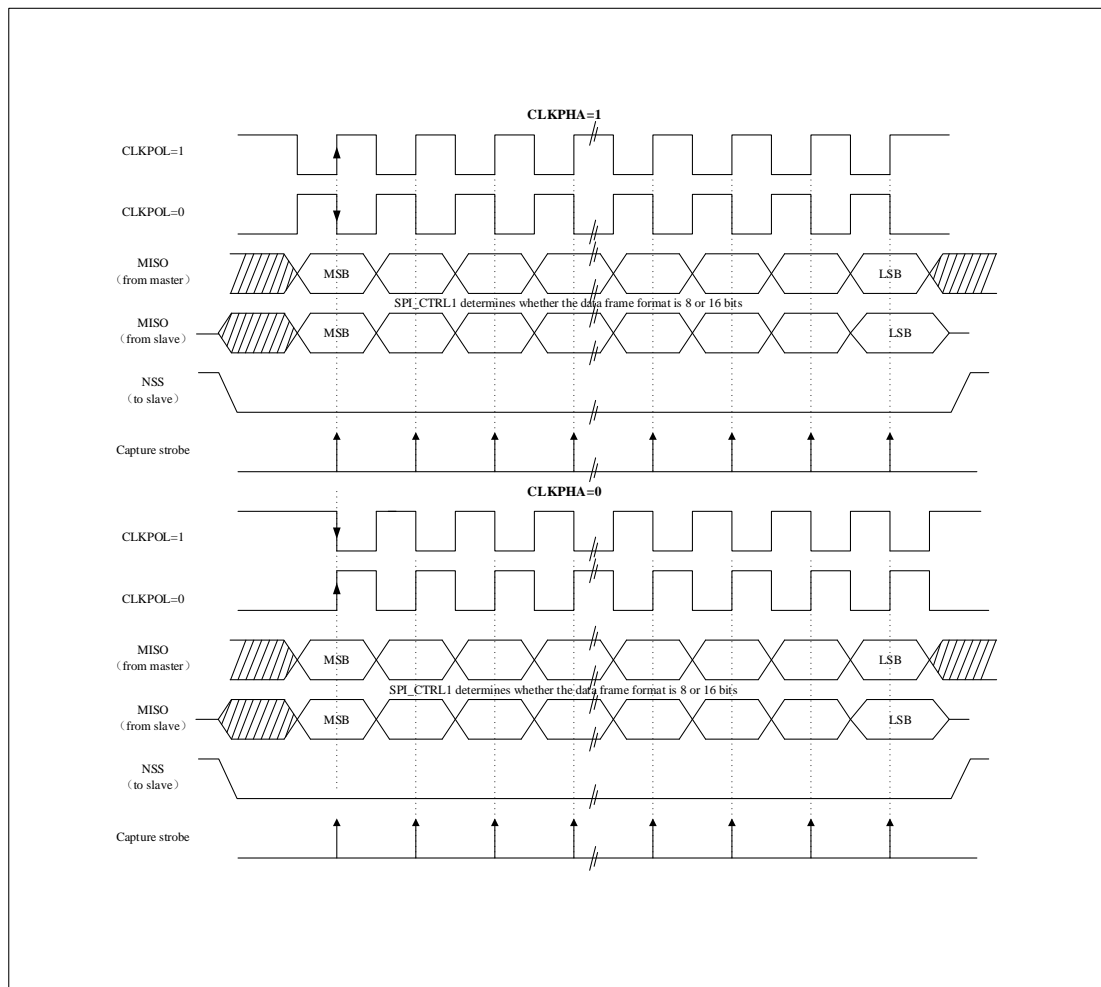 CLKPHA=1
CLKPOL=1
CLKPOL=0
MISO
（from master）
MSB
LSB
SPI_CTRL1 determines whether the data frame format is 8 or 16 bits
MISO
（from slave）
MSB
LSB
NSS
（to slave）
Capture strobe
CLKPHA=0
CLKPOL=1
CLKPOL=0
MISO
（from master）
MSB
LSB
SPI_CTRL1 determines whether the data frame format is 8 or 16 bits
MISO
（from slave）
MSB
LSB
NSS
（to slave）
Capture strobe